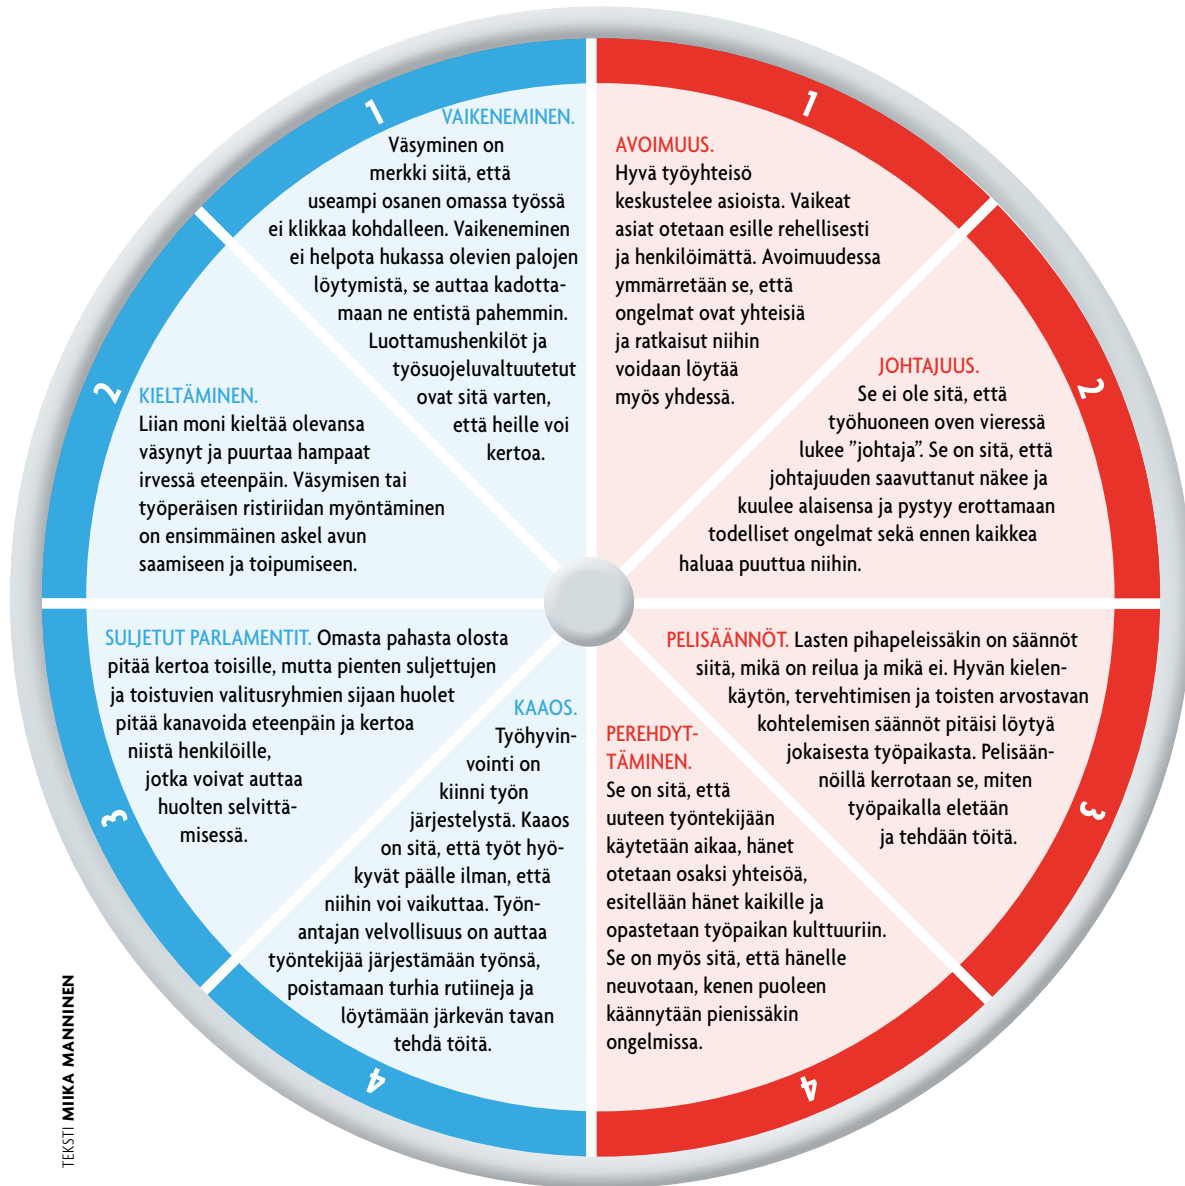 1
VAIKENEMINEN.
Väsyminen on
merkki siitä, että
useampi osanen omassa työssä
ei klikkaa kohdalleen. Vaikeneminen
ei helpota hukassa olevien palojen
löytymistä, se auttaa kadotta-
maan ne entistä pahemmin.
Luottamushenkilöt ja
työsuojeluvaltuutetut
ovat sitä varten,
että heille voi
kertoa.
2
KIELTÄMINEN.
Liian moni kieltää olevansa
väsynyt ja puurtaa hampaat
irvessä eteenpäin. Väsymisen tai
työperäisen ristiriidan myöntäminen
on ensimmäinen askel avun
saamiseen ja toipumiseen.
3
SULJETUT PARLAMENTIT. Omasta pahasta olosta
pitää kertoa toisille, mutta pienten suljettujen
ja toistuvien valitusryhmien sijaan huolet
pitää kanavoida eteenpäin ja kertoa
niistä henkilöille,
jotka voivat auttaa
huolten selvittä-
misessä.
4
KAAOS.
Työhyvin-
vointi on
kiinni työn
järjestelystä. Kaaos
on sitä, että työt hyö-
kyvät päälle ilman, että
niihin voi vaikuttaa. Työn-
antajan velvollisuus on auttaa
työntekijää järjestämään työnsä,
poistamaan turhia rutiineja ja
löytämään järkevän tavan
tehdä töitä.
1
AVOIMUUS.
Hyvä työyhteisö
keskustelee asioista. Vaikeat
asiat otetaan esille rehellisesti
ja henkilöimättä. Avoimuudessa
ymmärretään se, että
ongelmat ovat yhteisiä
ja ratkaisut niihin
voidaan löytää
myös yhdessä.
2
JOHTAJUUS.
Se ei ole sitä, että
työhuoneen oven vieressä
lukee ”johtaja”. Se on sitä, että
johtajuuden saavuttanut näkee ja
kuulee alaisensa ja pystyy erottamaan
todelliset ongelmat sekä ennen kaikkea
haluaa puuttua niihin.
3
PELISÄÄNNÖT. Lasten pihapeleissäkin on säännöt
siitä, mikä on reilua ja mikä ei. Hyvän kielen-
käytön, tervehtimisen ja toisten arvostavan
kohtelemisen säännöt pitäisi löytyä
jokaisesta työpaikasta. Pelisään-
nöillä kerrotaan se, miten
työpaikalla eletään
ja tehdään töitä.
4
PEREHDYT-
TÄMINEN.
Se on sitä, että
uuteen työntekijään
käytetään aikaa, hänet
otetaan osaksi yhteisöä,
esitellään hänet kaikille ja
opastetaan työpaikan kulttuuriin.
Se on myös sitä, että hänelle
neuvotaan, kenen puoleen
käännytään pienissäkin
ongelmissa.
TEKSTI MIIKA MANNINEN